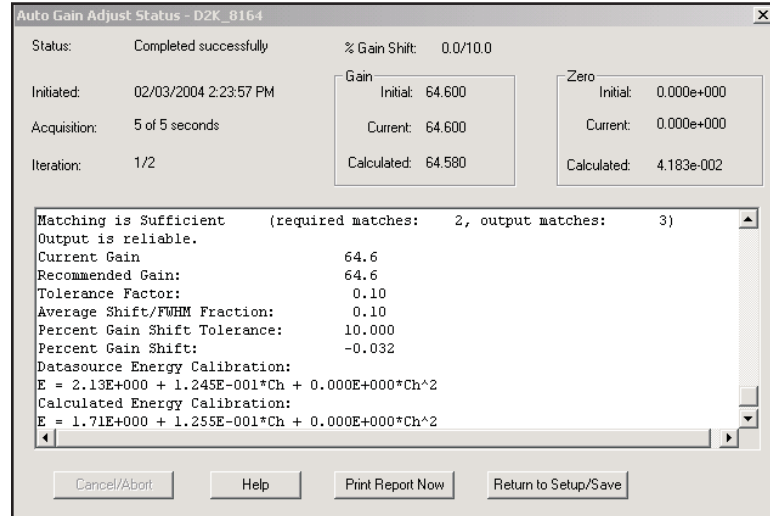 Auto Gain Adjust Status - D2K_8164
Status: Completed successfully % Gain Shift: 0.0/10.0
Gain Zero
Initiated: 02/03/2004 2:23:57 PM Initial: 64.600 Initial: 0.000e+000
Acquisition: 5 of 5 seconds Current: 64.600 Current: 0.000e+000
Iteration: 1/2 Calculated: 64.580 Calculated: 4.183e-002
Matching is Sufficient (required matches: 2, output matches: 3)
Output is reliable.
Current Gain 64.6
Recommended Gain: 64.6
Tolerance Factor: 0.10
Average Shift/FWHM Fraction: 0.10
Percent Gain Shift Tolerance: 10.000
Percent Gain Shift: -0.032
Datasource Energy Calibration:
E = 2.13E+000 + 1.245E-001*Ch + 0.000E+000*Ch^2
Calculated Energy Calibration:
E = 1.71E+000 + 1.255E-001*Ch + 0.000E+000*Ch^2
Cancel/Abort Help Print Report Now Return to Setup/Save